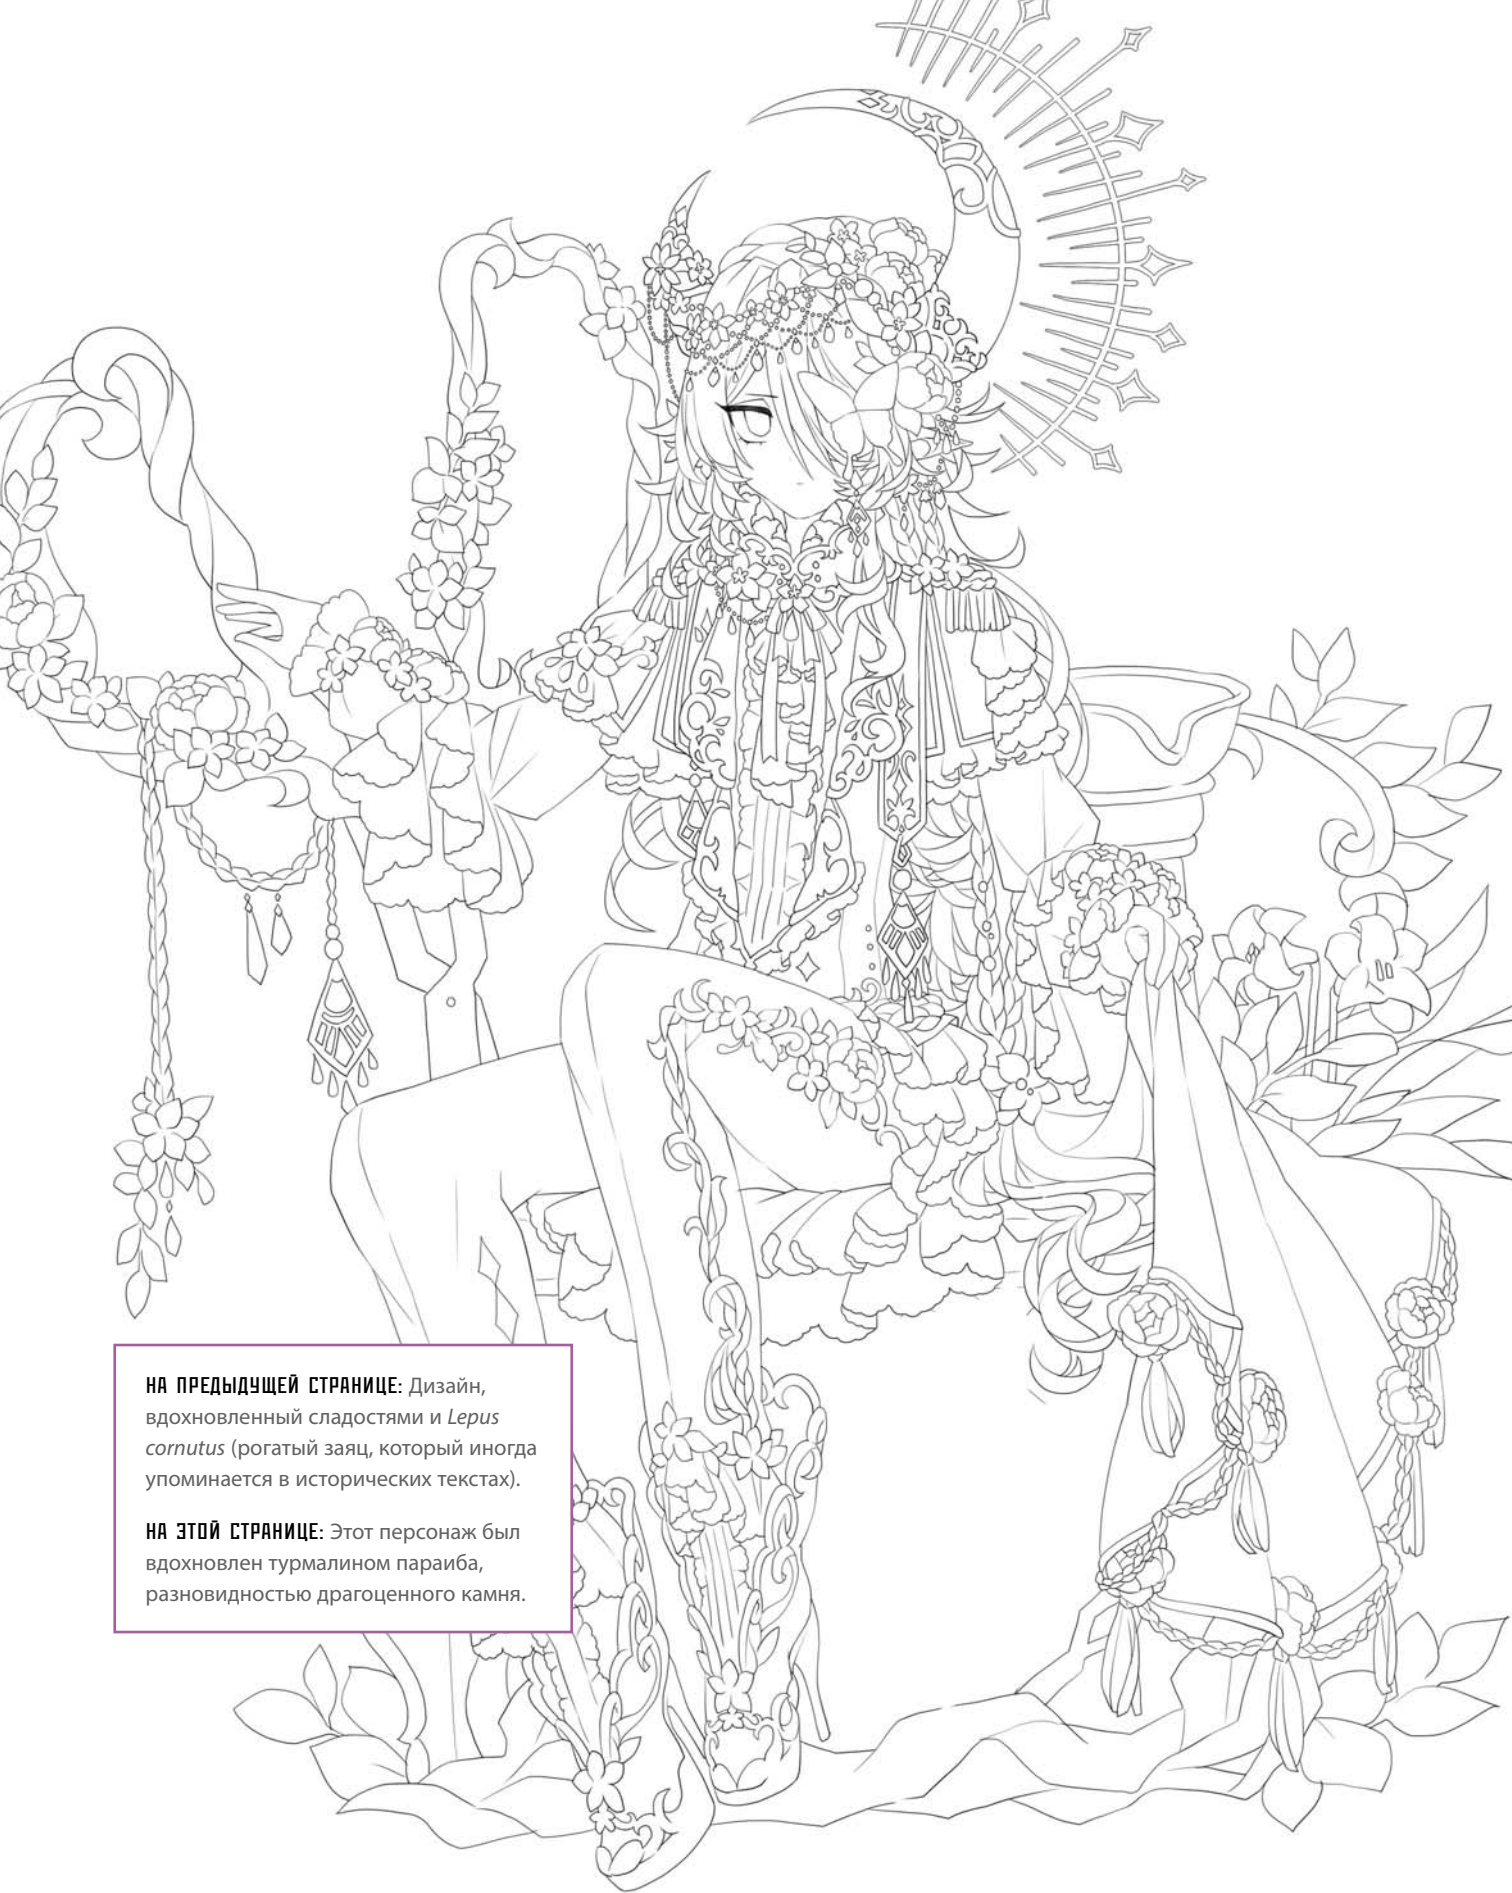 НА ПРЕДЫДУЩЕЙ СТРАНИЦЕ: Дизайн,
вдохновленный сладостями и Lepus
cornutus (рогатый заяц, который иногда
упоминается в исторических текстах).
НА ЭТОЙ СТРАНИЦЕ: Этот персонаж был
вдохновлен турмалином параиба,
разновидностью драгоценного камня.